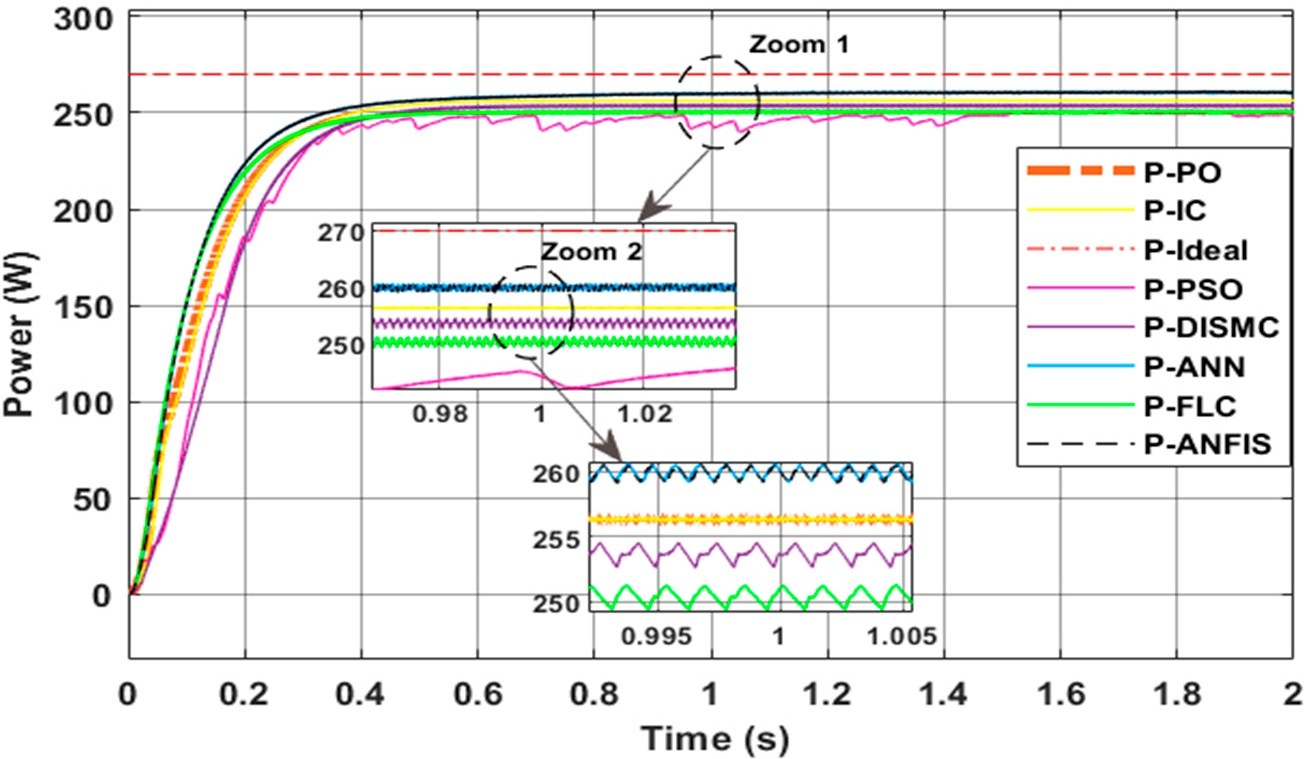 300
250
200
150
100
50
0
Power (W)
Zoom 1
270
260
250
Zoom 2
0.98 1 1.02
260
255
250
0.995 1 1.005
P-PO
P-IC
P-Ideal
P-PSO
P-DISMC
P-ANN
P-FLC
P-ANFIS
0 0.2 0.4 0.6 0.8 1 1.2 1.4 1.6 1.8 2
Time (s)